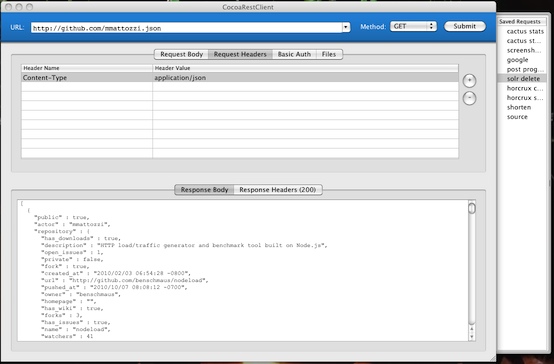 CocoaRestClient
URL: http://github.com/mmattozzi.json Method: GET Submit
Request Body Request Headers Basic Auth Files
Header Name Header Value
Content-Type application/json
+
-
Response Body Response Headers (200)
[
{
"public" : true,
"actor" : "mmattozzi",
"repository" : {
"has_downloads" : true,
"description" : "HTTP load/traffic generator and benchmark tool built on Node.js",
"open_issues" : 1,
"private" : false,
"fork" : true,
"created_at" : "2010/02/03 06:54:28 -0800",
"url" : "http://github.com/benschmaus/nodeload",
"pushed_at" : "2010/10/07 08:08:12 -0700",
"owner" : "benschmaus",
"homepage" : "",
"has_wiki" : true,
"forks" : 3,
"has_issues" : true,
"name" : "nodeload",
"watchers" : 41
Saved Requests
cactus stats
cactus st...
screensh...
google
post prog...
solr delete
horcrux c...
horcrux s...
shorten
source